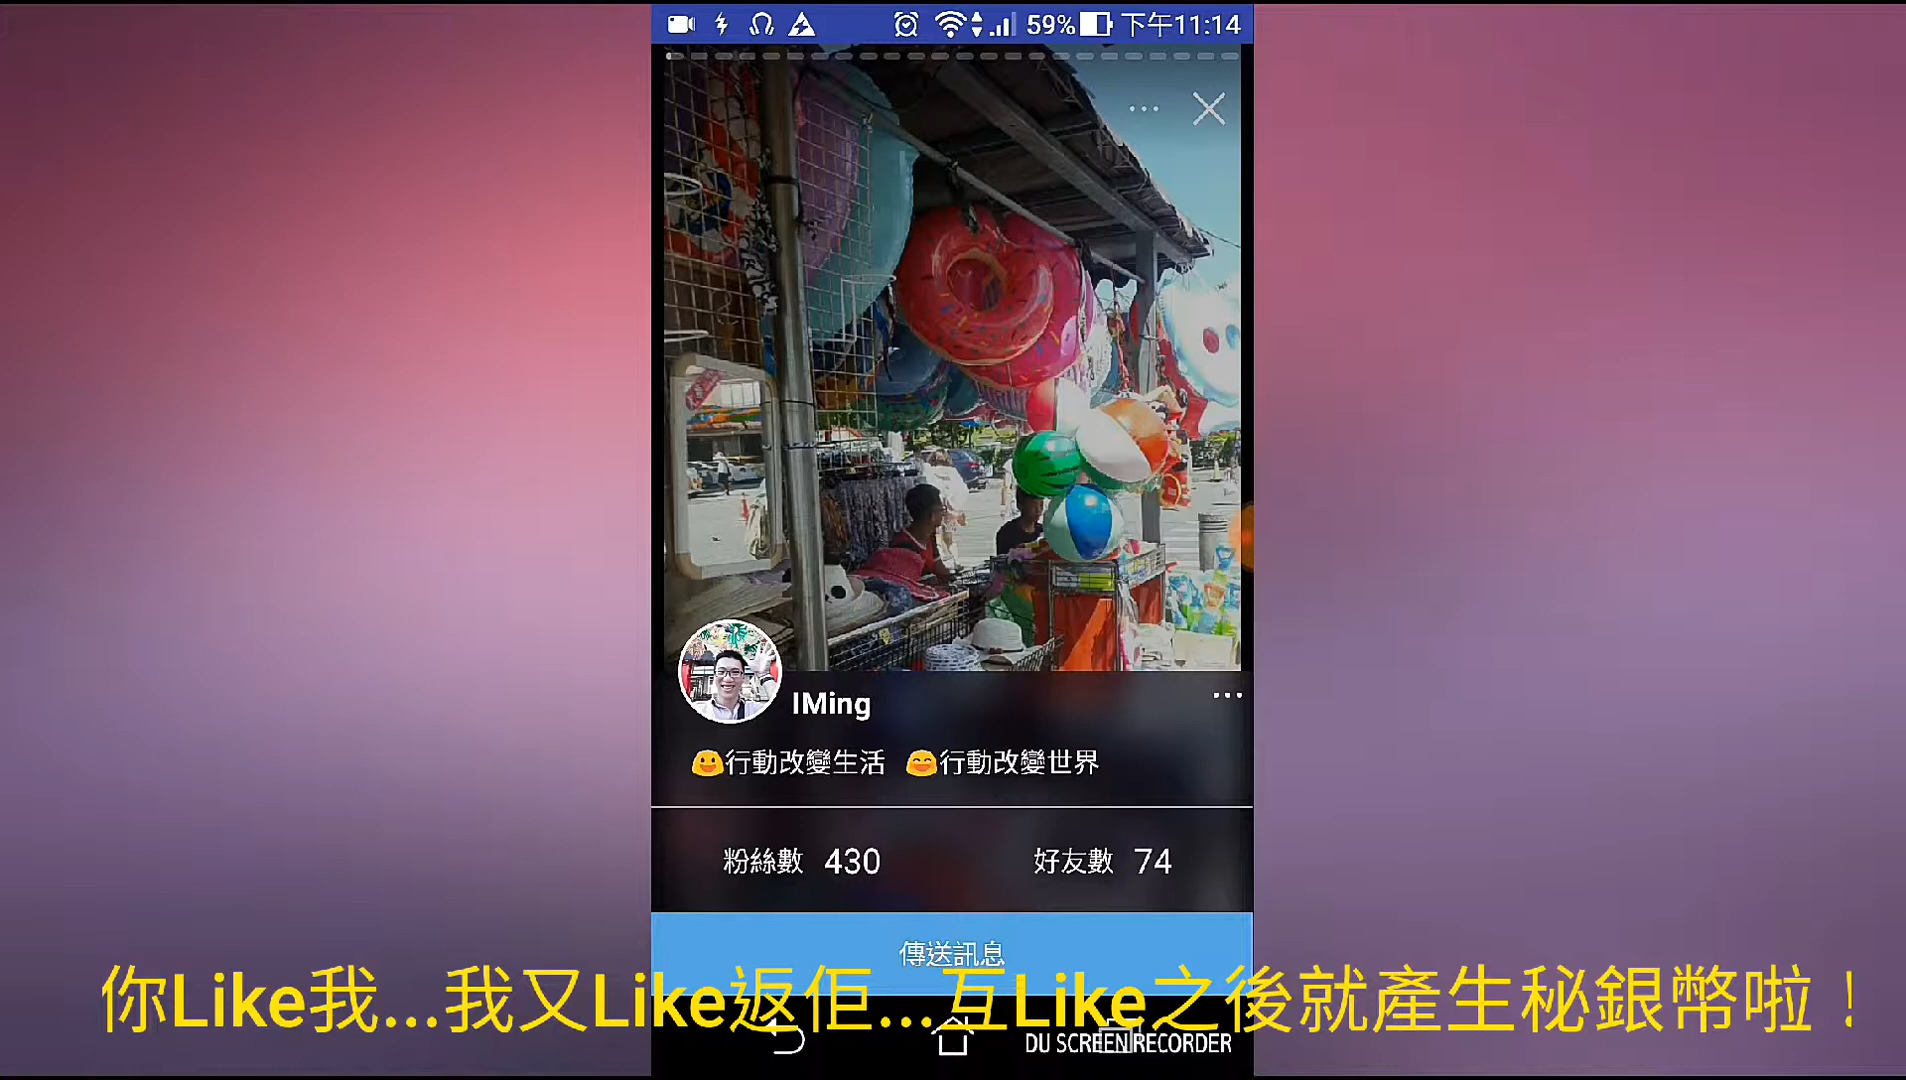 59% 下午11:14
IMing
行動改變生活 行動改變世界
粉絲數 430 好友數 74
傳送訊息
你Like我...我又Like返佢...互Like之後就產生秘銀幣啦！
DU SCREEN RECORDER